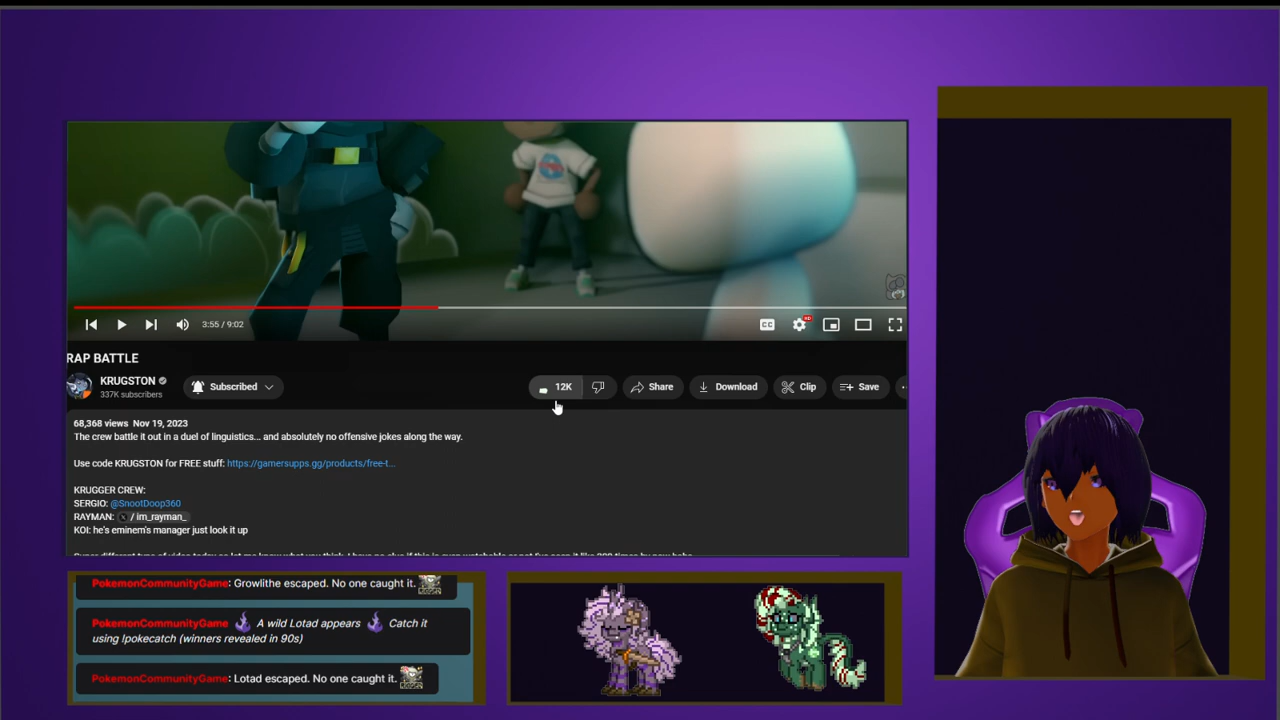 3:55 / 9:02
CC
HD
RAP BATTLE
KRUGSTON
337K subscribers
Subscribed
12K
Share
Download
Clip
Save
68,368 views Nov 19, 2023
The crew battle it out in a duel of linguistics... and absolutely no offensive jokes along the way.
Use code KRUGSTON for FREE stuff: https://gamersupps.gg/products/free-t...
KRUGGER CREW:
SERGIO: @SnootDoop360
RAYMAN: X / im_rayman_
KOI: he's eminem's manager just look it up
PokemonCommunityGame: Growlithe escaped. No one caught it.
PokemonCommunityGame A wild Lotad appears Catch it
using !pokecatch (winners revealed in 90s)
PokemonCommunityGame: Lotad escaped. No one caught it.